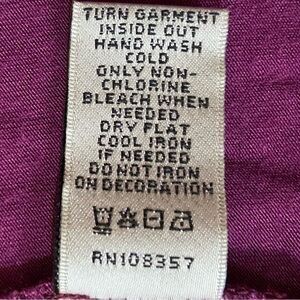 TURN GARMENT
INSIDE OUT
HAND WASH
COLD
ONLY NON-
CHLORINE
BLEACH WHEN
NEEDED
DRY FLAT
COOL IRON
IF NEEDED
DO NOT IRON
ON DECORATION
RN108357